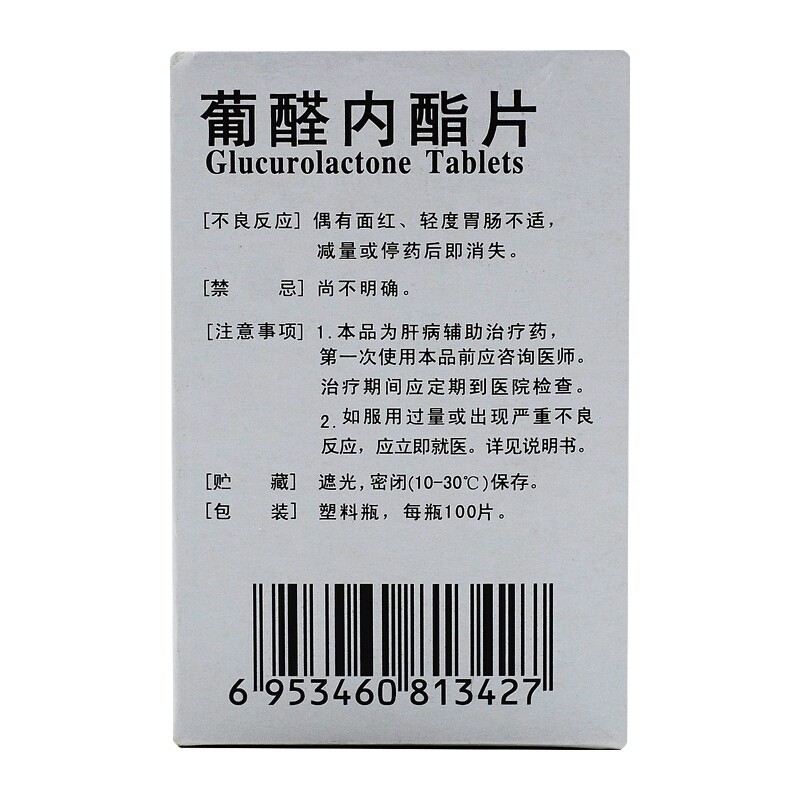 葡醛内酯片
Glucurolactone Tablets
[不良反应] 偶有面红、轻度胃肠不适，
减量或停药后即消失。
[禁 忌] 尚不明确。
[注意事项] 1.本品为肝病辅助治疗药，
第一次使用本品前应咨询医师。
治疗期间应定期到医院检查。
2.如服用过量或出现严重不良
反应，应立即就医。详见说明书。
[贮 藏] 遮光,密闭(10-30℃)保存。
[包 装] 塑料瓶，每瓶100片。
6 953460 813427